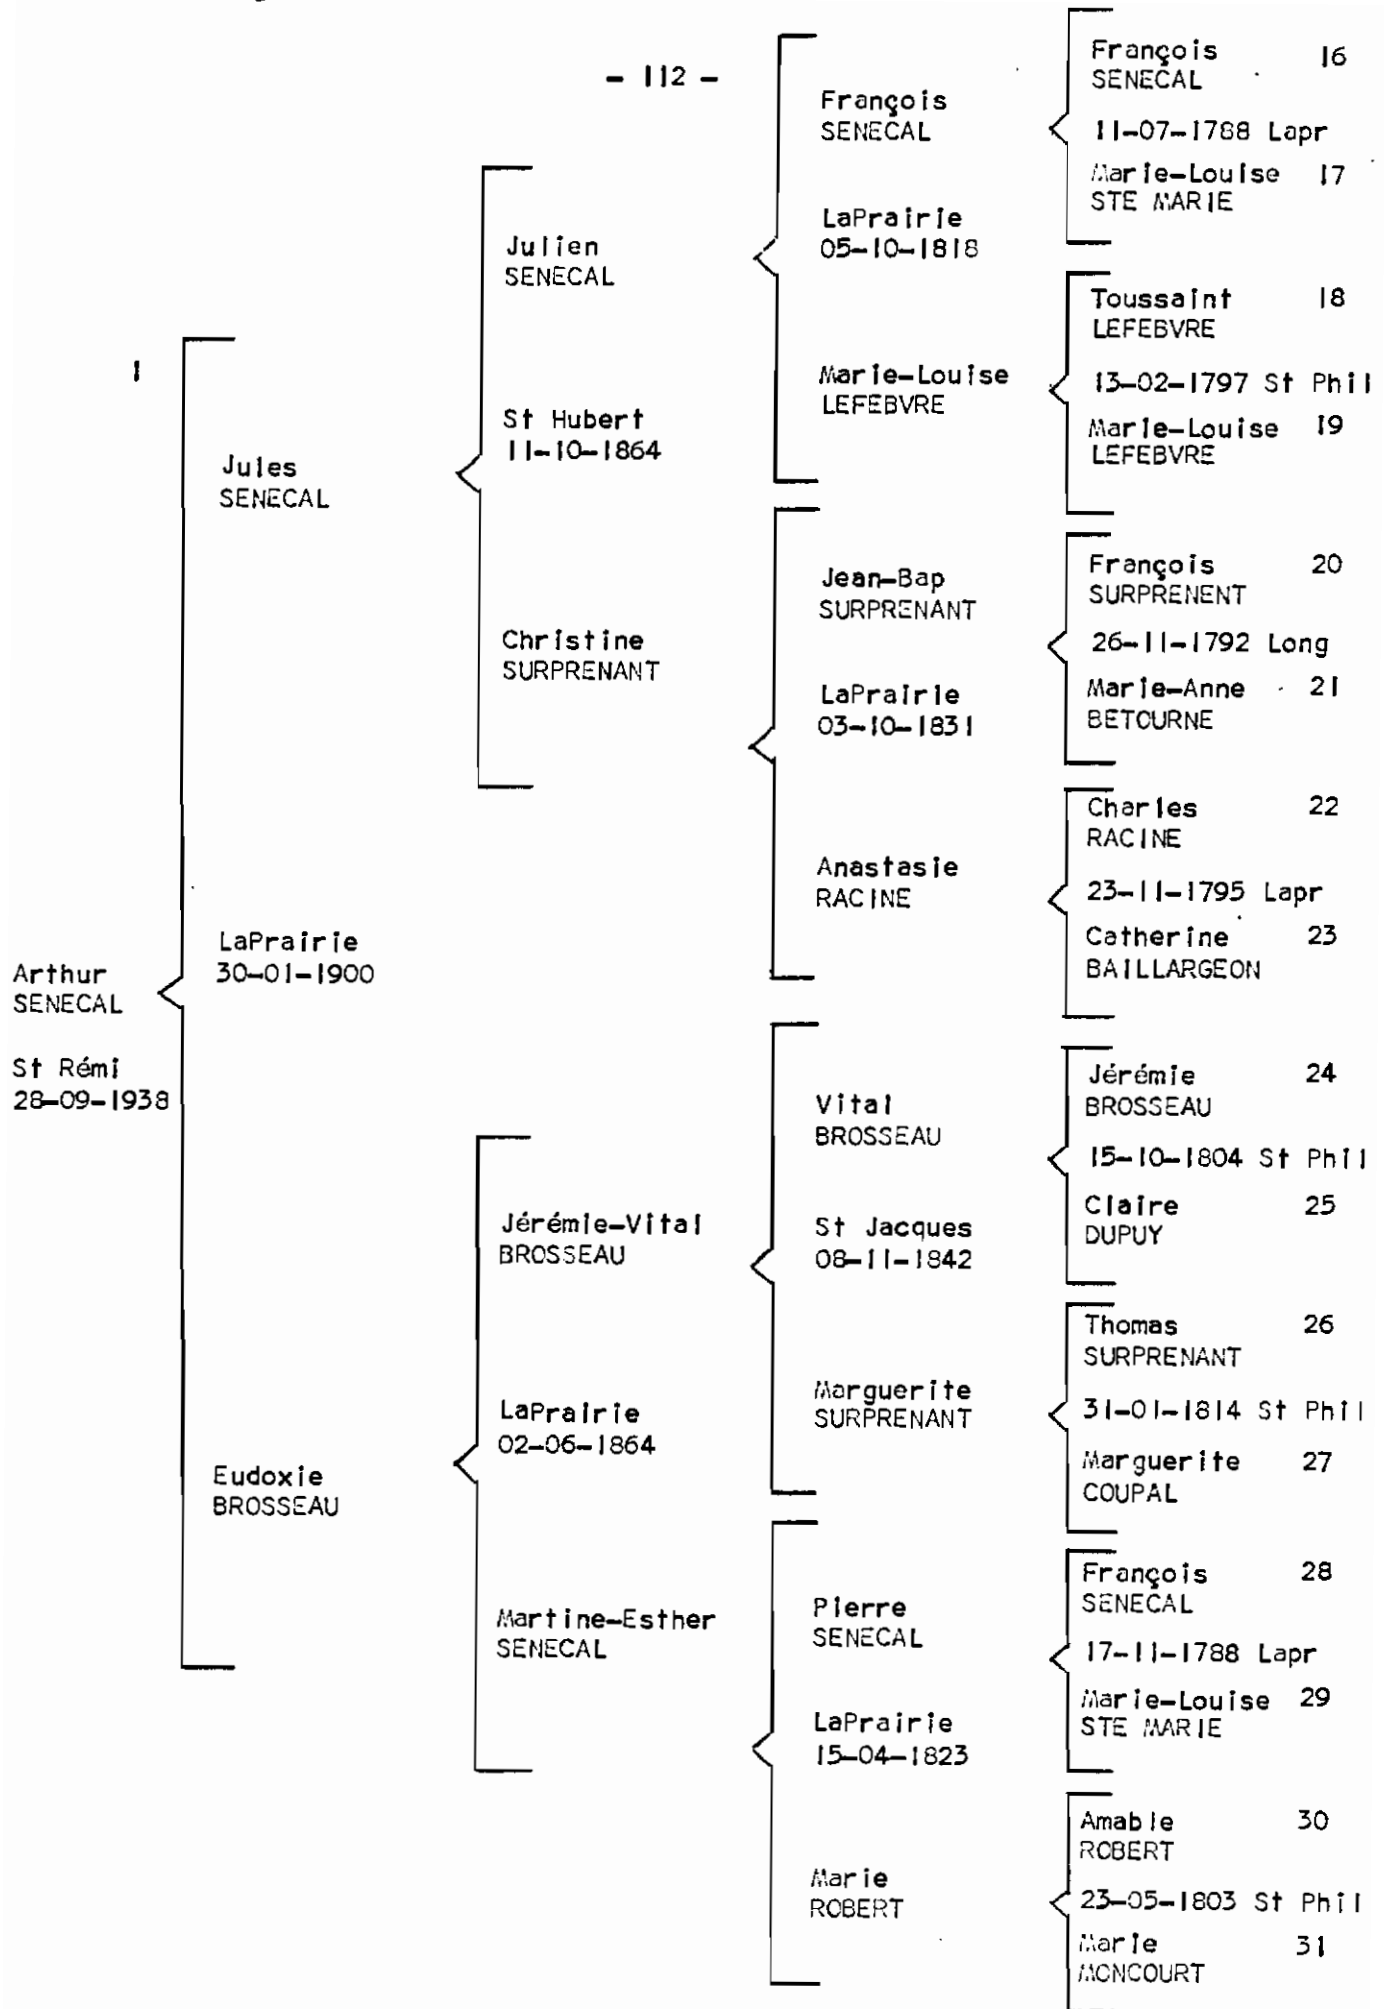 - 112 -
1
Arthur
SENECAL
St Rémi
28-09-1938
Jules
SENECAL
LaPrairie
30-01-1900
Eudoxie
BROSSEAU
Julien
SENECAL
St Hubert
11-10-1864
Christine
SURPRENANT
Jérémie-Vital
BROSSEAU
LaPrairie
02-06-1864
Martine-Esther
SENECAL
François
SENECAL
LaPrairie
05-10-1818
Marie-Louise
LEFEBVRE
Jean-Bap
SURPRENANT
LaPrairie
03-10-1831
Anastasie
RACINE
Vital
BROSSEAU
St Jacques
08-11-1842
Marguerite
SURPRENANT
Pierre
SENECAL
LaPrairie
15-04-1823
Marie
ROBERT
François 16
SENECAL
11-07-1788 Lapr
Marie-Louise 17
STE MARIE
Toussaint 18
LEFEBVRE
13-02-1797 St Phil
Marie-Louise 19
LEFEBVRE
François 20
SURPRENENT
26-11-1792 Long
Marie-Anne 21
BETOURNE
Charles 22
RACINE
23-11-1795 Lapr
Catherine 23
BAILLARGEON
Jérémie 24
BROSSEAU
15-10-1804 St Phil
Claire 25
DUPUY
Thomas 26
SURPRENANT
31-01-1814 St Phil
Marguerite 27
COUPAL
François 28
SENECAL
17-11-1788 Lapr
Marie-Louise 29
STE MARIE
Amable 30
ROBERT
23-05-1803 St Phil
Marie 31
MONCOURT